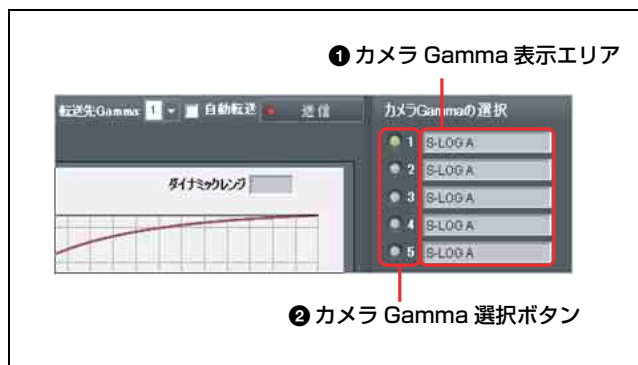 ❶ カメラ Gamma 表示エリア
転送先Gamma 1 自動転送 送信
カメラGammaの選択
1 S-LOG A
2 S-LOG A
ダイナミックレンジ
3 S-LOG A
4 S-LOG A
5 S-LOG A
❷ カメラ Gamma 選択ボタン